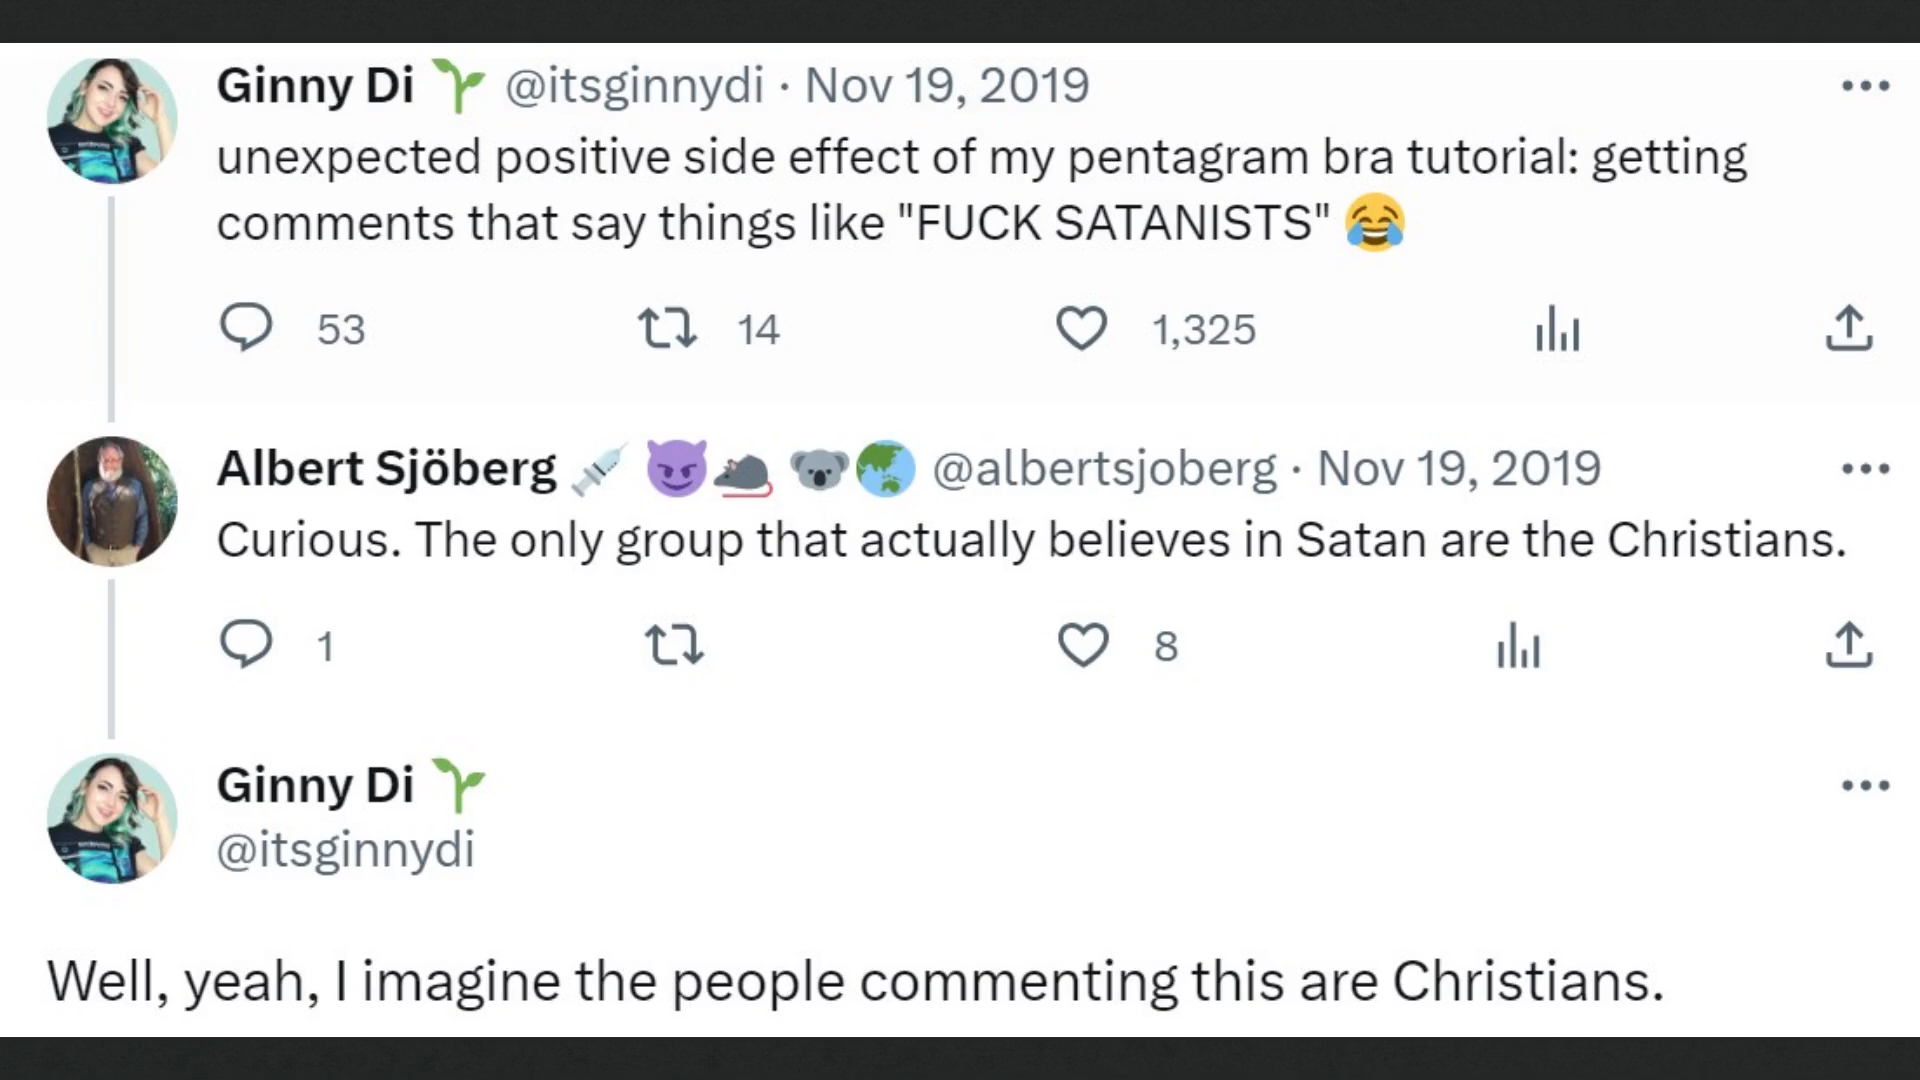 Ginny Di 🌱 @itsginnydi · Nov 19, 2019
unexpected positive side effect of my pentagram bra tutorial: getting
comments that say things like "FUCK SATANISTS" 😂
53 14 1,325
Albert Sjöberg 💉 😈🐀 🐨🌏 @albertsjoberg · Nov 19, 2019
Curious. The only group that actually believes in Satan are the Christians.
1 8
Ginny Di 🌱
@itsginnydi
Well, yeah, I imagine the people commenting this are Christians.